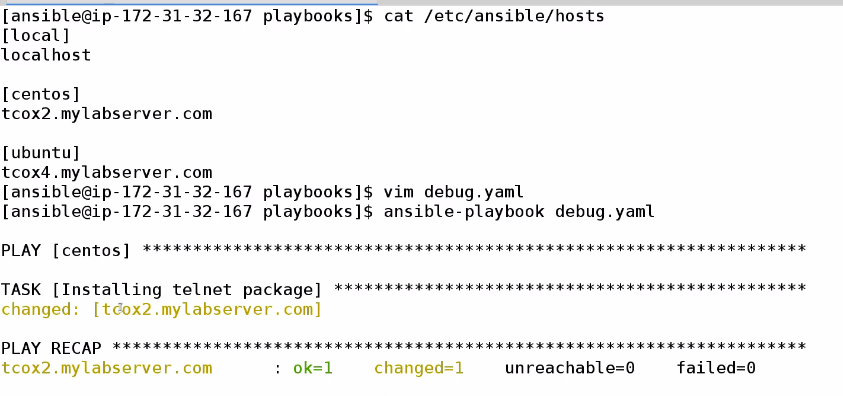 [ansible@ip-172-31-32-167 playbooks]$ cat /etc/ansible/hosts
[local]
localhost
[centos]
tcox2.mylabserver.com
[ubuntu]
tcox4.mylabserver.com
[ansible@ip-172-31-32-167 playbooks]$ vim debug.yaml
[ansible@ip-172-31-32-167 playbooks]$ ansible-playbook debug.yaml
PLAY [centos] ******************************************************************
TASK [Installing telnet package] ***********************************************
changed: [tcox2.mylabserver.com]
PLAY RECAP *********************************************************************
tcox2.mylabserver.com      : ok=1    changed=1    unreachable=0    failed=0